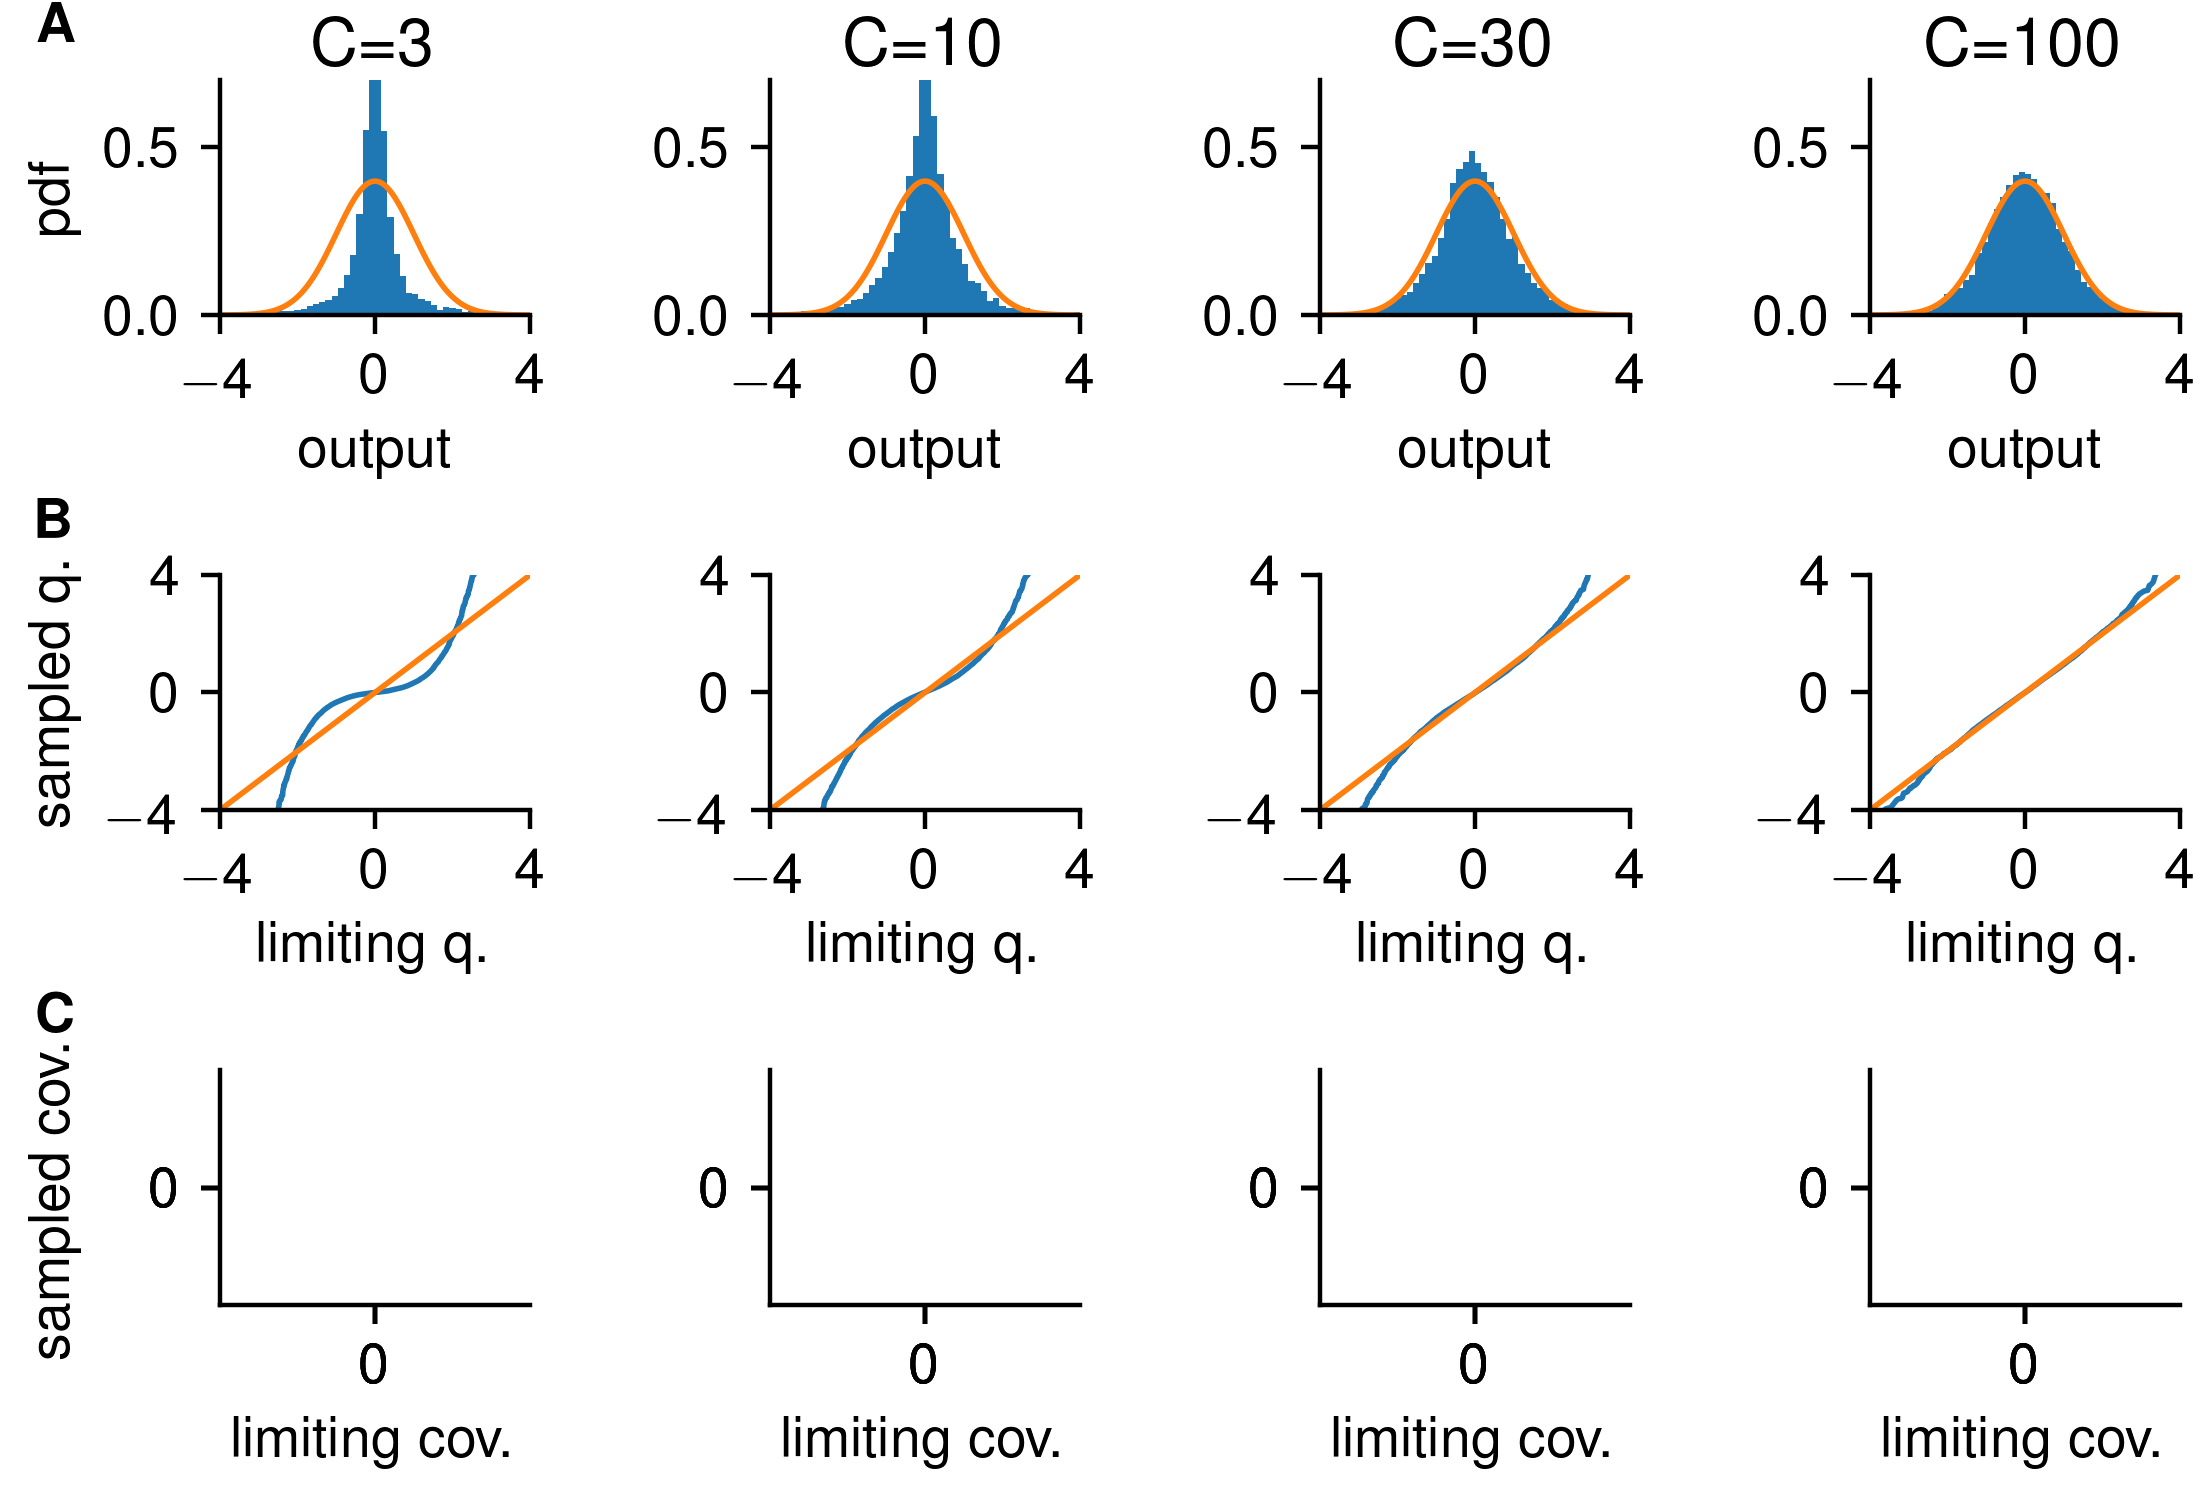 A
C=3 C=10 C=30 C=100
pdf
0.5 0.5 0.5 0.5
0.0 0.0 0.0 0.0
−4 0 4 −4 0 4 −4 0 4 −4 0 4
output output output output
B
sampled q.
4 4 4 4
0 0 0 0
−4 −4 −4 −4
−4 0 4 −4 0 4 −4 0 4 −4 0 4
limiting q. limiting q. limiting q. limiting q.
C
sampled cov.
0 0 0 0
0 0 0 0
limiting cov. limiting cov. limiting cov. limiting cov.